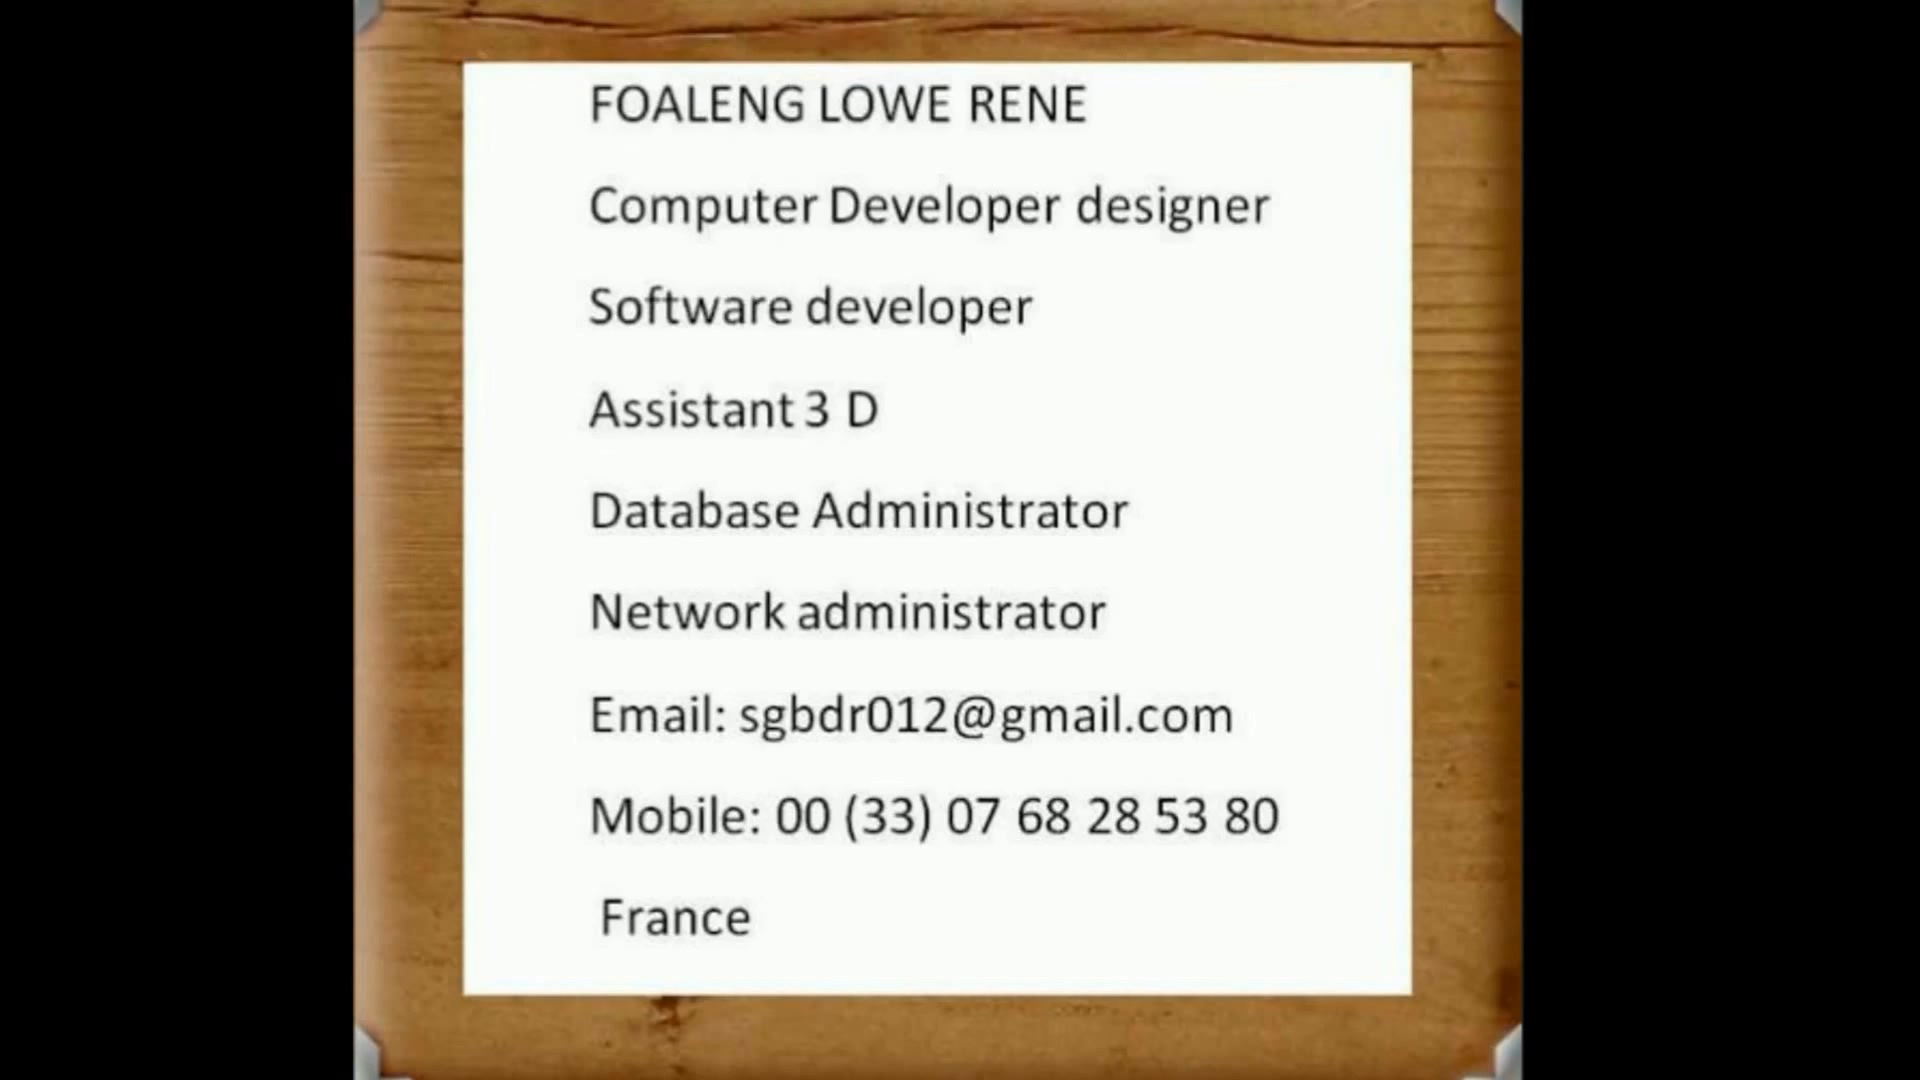 FOALENG LOWE RENE
Computer Developer designer
Software developer
Assistant 3 D
Database Administrator
Network administrator
Email: sgbdr012@gmail.com
Mobile: 00 (33) 07 68 28 53 80
France